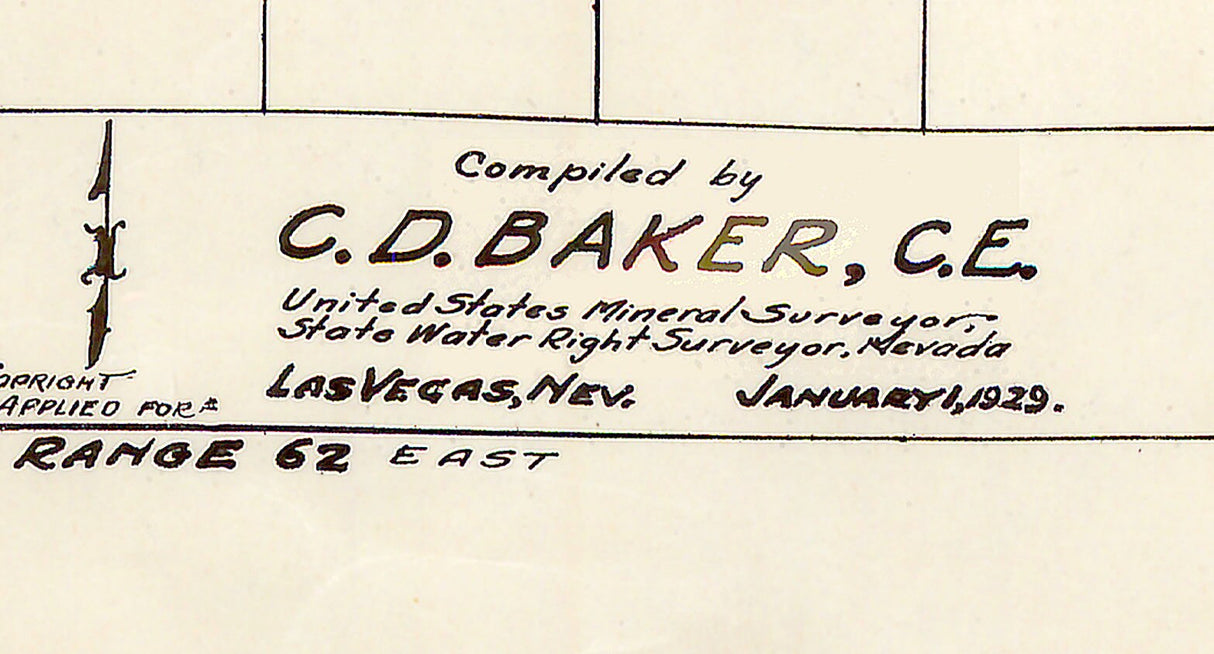 Compiled by
C. D. BAKER, C.E.
United States Mineral Surveyor,
State Water Right Surveyor, Nevada
LAS VEGAS, NEV. JANUARY 1, 1929.
OPRIGHT
APPLIED FOR
RANGE 62 EAST